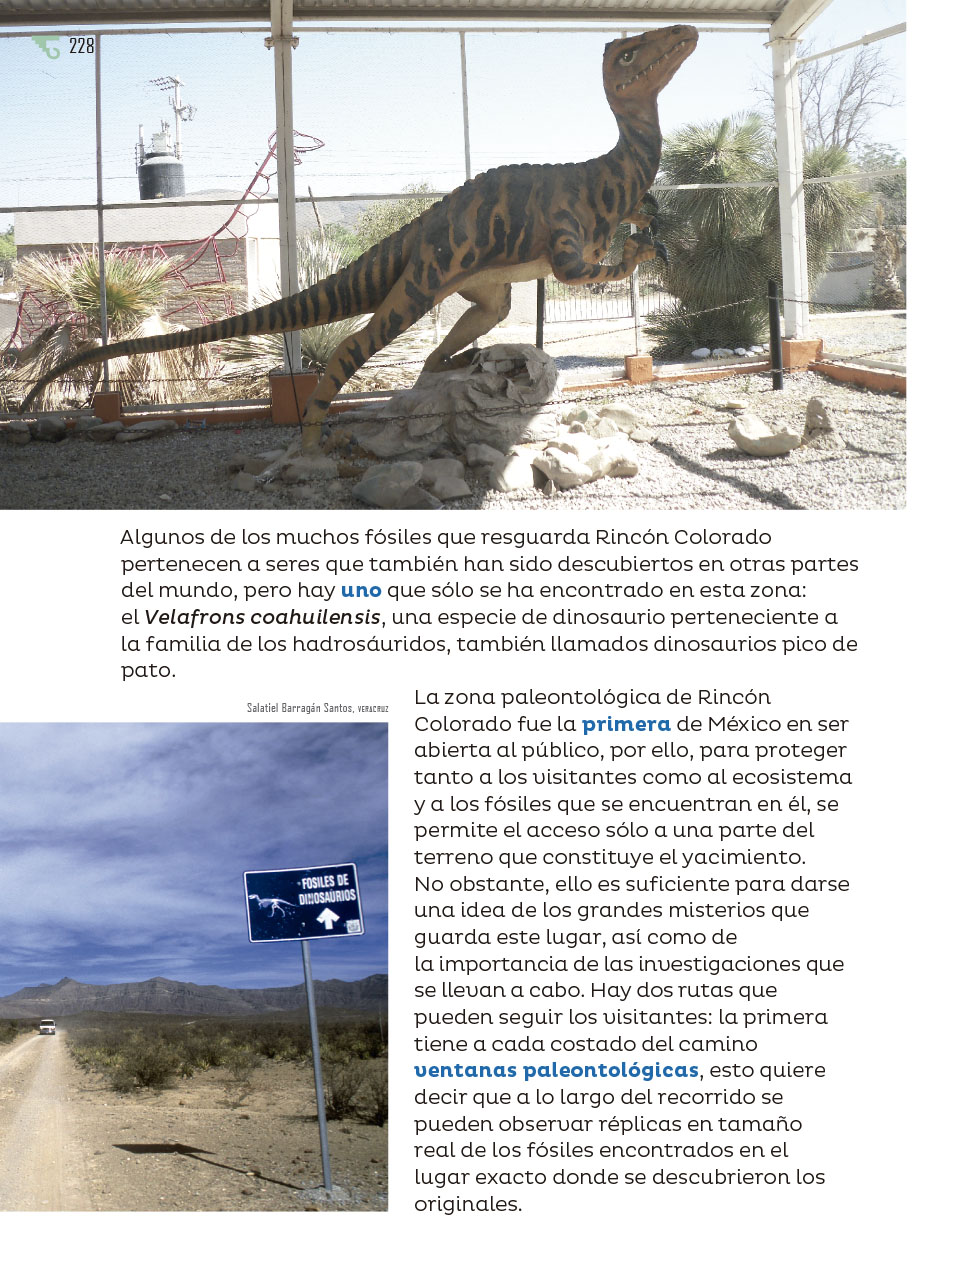 228
Algunos de los muchos fósiles que resguarda Rincón Colorado
pertenecen a seres que también han sido descubiertos en otras partes
del mundo, pero hay uno que sólo se ha encontrado en esta zona:
el Velafrons coahuilensis, una especie de dinosaurio perteneciente a
la familia de los hadrosáuridos, también llamados dinosaurios pico de
pato.
Salatiel Barragán Santos, VERACRUZ
FOSILES DE
DINOSAURIOS
La zona paleontológica de Rincón
Colorado fue la primera de México en ser
abierta al público, por ello, para proteger
tanto a los visitantes como al ecosistema
y a los fósiles que se encuentran en él, se
permite el acceso sólo a una parte del
terreno que constituye el yacimiento.
No obstante, ello es suficiente para darse
una idea de los grandes misterios que
guarda este lugar, así como de
la importancia de las investigaciones que
se llevan a cabo. Hay dos rutas que
pueden seguir los visitantes: la primera
tiene a cada costado del camino
ventanas paleontológicas, esto quiere
decir que a lo largo del recorrido se
pueden observar réplicas en tamaño
real de los fósiles encontrados en el
lugar exacto donde se descubrieron los
originales.